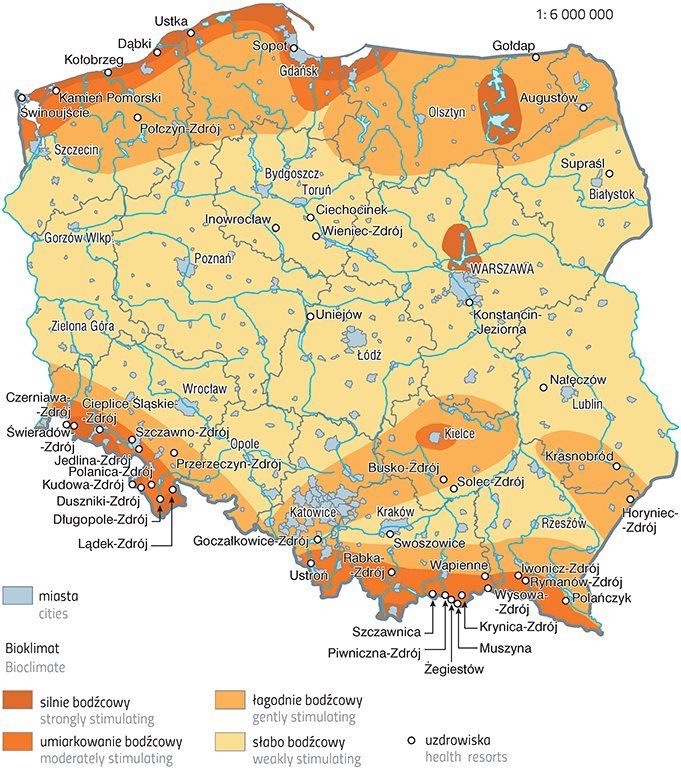 1:6 000 000
Ustka
Dąbki
Sopot
Gołdap
Kołobrzeg
Gdańsk
Kamień Pomorski
Świnoujście
Olsztyn
Augustów
Połczyn-Zdrój
Szczecin
Supraśl
Bydgoszcz
Toruń
Białystok
Ciechocinek
Inowrocław
Wieniec-Zdrój
Gorzów Wlkp.
Poznań
WARSZAWA
Uniejów
Konstancin-
-Jeziorna
Zielona Góra
Łódź
Nałęczów
Lublin
Wrocław
Czerniawa-
-Zdrój
Cieplice Śląskie-
-Zdrój
Świeradów-
-Zdrój
Szczawno-Zdrój
Kielce
Opole
Jedlina-Zdrój
Polanica-Zdrój
Przerzeczyn-Zdrój
Krasnobród
Busko-Zdrój
Kudowa-Zdrój
Solec-Zdrój
Duszniki-Zdrój
Katowice
Kraków
Horyniec-
-Zdrój
Długopole-Zdrój
Rzeszów
Lądek-Zdrój
Goczałkowice-Zdrój
Swoszowice
Rabka-
-Zdrój
Wapienne
Iwonicz-Zdrój
Ustroń
Rymanów-Zdrój
Wysowa-
-Zdrój
Polańczyk
Szczawnica
Krynica-Zdrój
Piwniczna-Zdrój
Muszyna
Żegiestów
miasta
cities
Bioklimat
Bioclimate
silnie bodźcowy
strongly stimulating
łagodnie bodźcowy
gently stimulating
umiarkowanie bodźcowy
moderately stimulating
słabo bodźcowy
weakly stimulating
uzdrowiska
health resorts